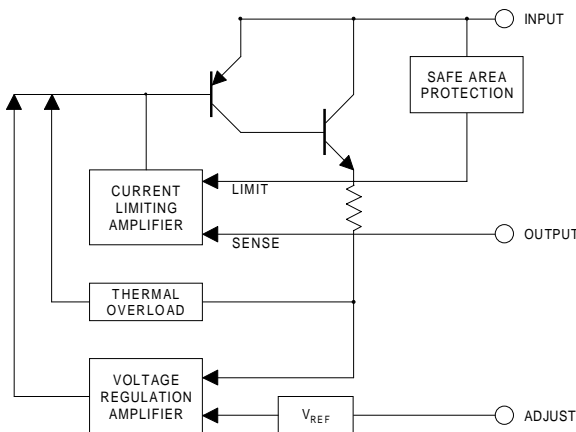 INPUT
SAFE AREA
PROTECTION
CURRENT
LIMITING
AMPLIFIER
LIMIT
SENSE
OUTPUT
THERMAL
OVERLOAD
VOLTAGE
REGULATION
AMPLIFIER
VREF
ADJUST